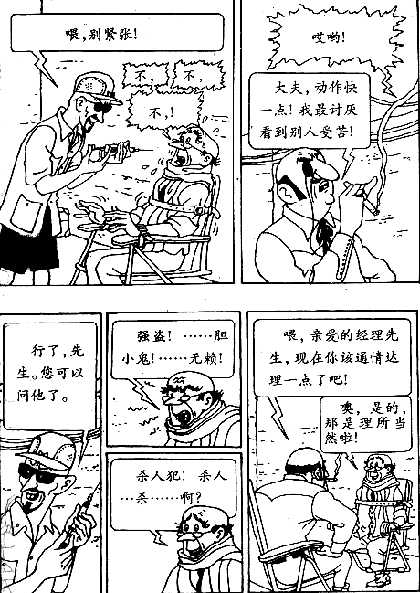 喂,别紧张!
不,
不,
不,!
哎哟!
大夫,动作快
一点!我最讨厌
看到别人受苦!
行了,先
生。您可以
问他了。
强盗!……胆
小鬼!……无赖!
杀人犯! 杀人
……杀……啊?
喂,亲爱的经理先
生,现在你该通情达
理一点了吧!
噢,是的,
那是理所当
然啦!